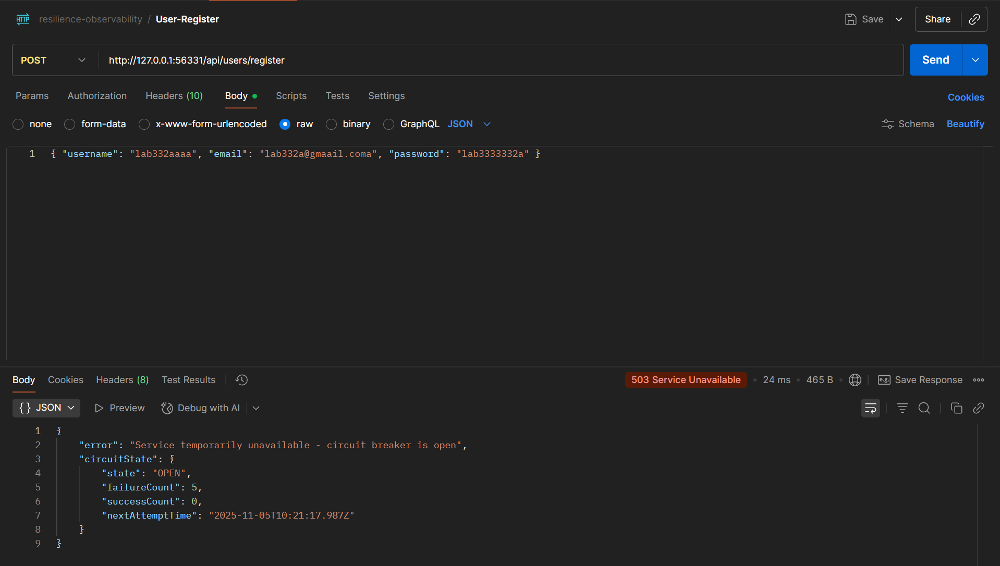 HTTP resilience-observability / User-Register Save Share
POST http://127.0.0.1:56331/api/users/register Send
Params Authorization Headers (10) Body Scripts Tests Settings Cookies
none form-data x-www-form-urlencoded raw binary GraphQL JSON Schema Beautify
1 { "username": "lab332aaaa", "email": "lab332a@gmaail.coma", "password": "lab3333332a" }
Body Cookies Headers (8) Test Results 503 Service Unavailable • 24 ms • 465 B • e.g. Save Response
{} JSON Preview Debug with AI
1 {
2 "error": "Service temporarily unavailable - circuit breaker is open",
3 "circuitState": {
4 "state": "OPEN",
5 "failureCount": 5,
6 "successCount": 0,
7 "nextAttemptTime": "2025-11-05T10:21:17.987Z"
8 }
9 }